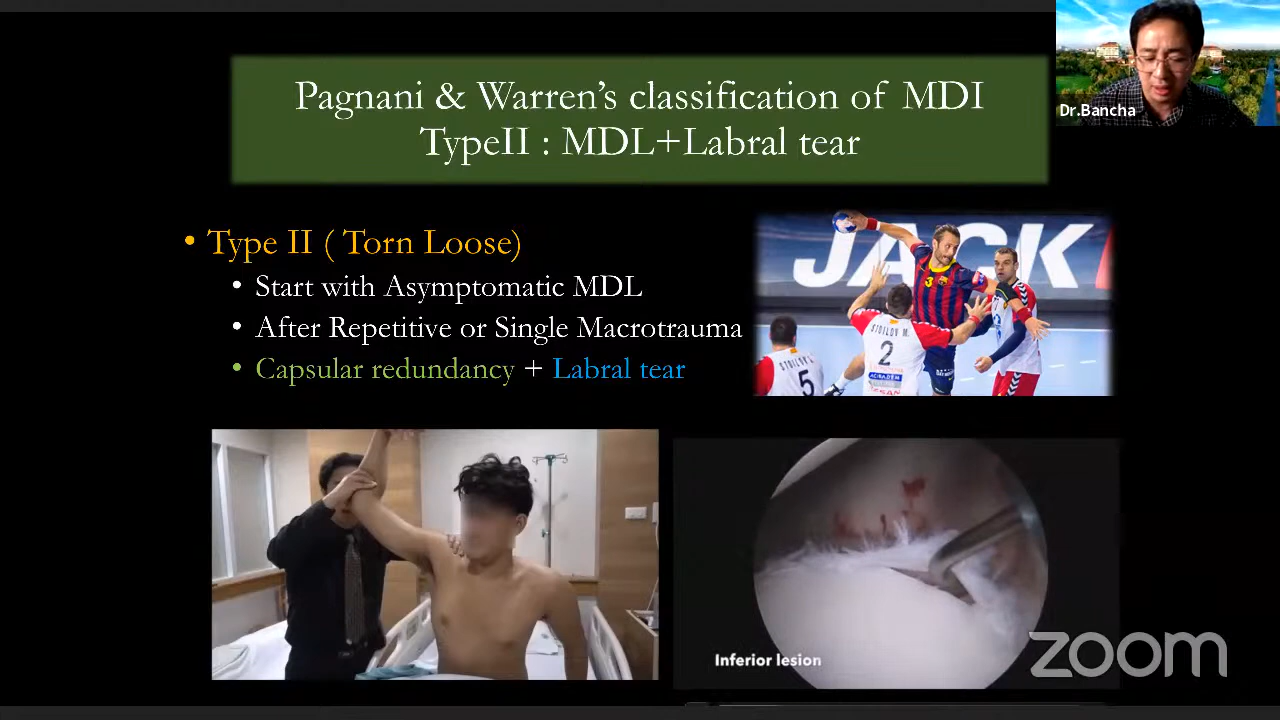 Pagnani & Warren's classification of MDI
TypeII : MDL+Labral tear
Dr.Bancha
• Type II ( Torn Loose)
• Start with Asymptomatic MDL
• After Repetitive or Single Macrotrauma
• Capsular redundancy + Labral tear
JACK
3
STOILOV M.
2
5
Inferior lesion
zoom